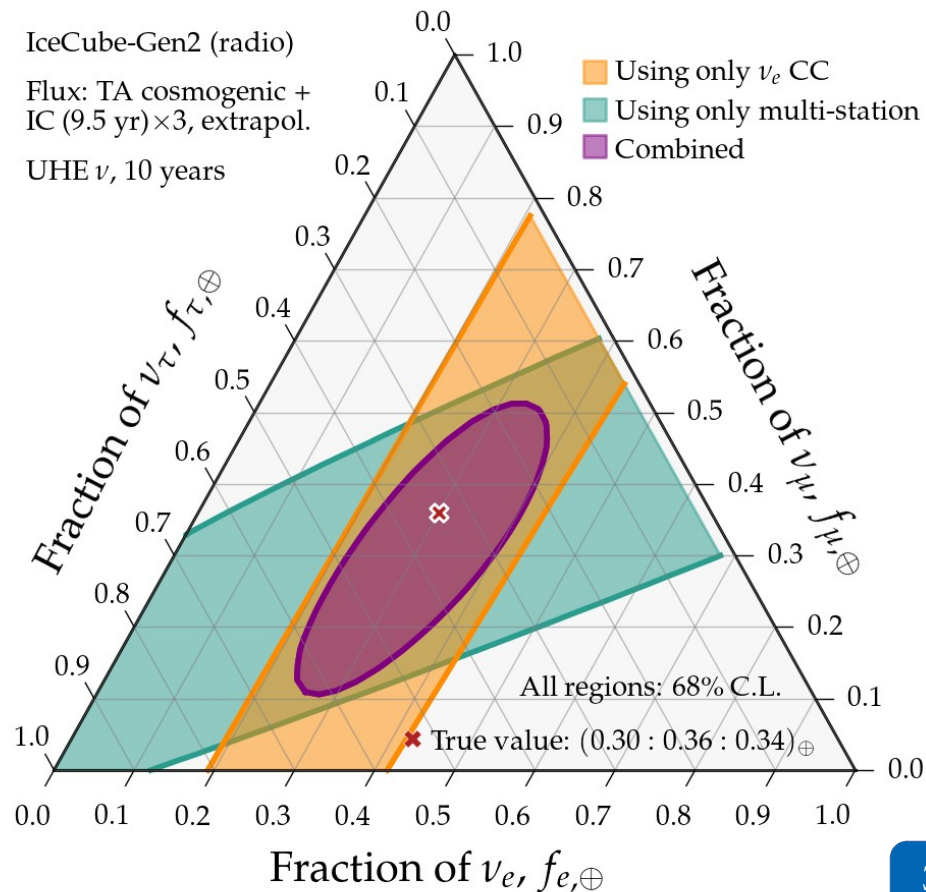 IceCube-Gen2 (radio)
Flux: TA cosmogenic +
IC (9.5 yr)×3, extrapol.
UHE ν, 10 years
Using only νe CC
Using only multi-station
Combined
Fraction of ντ, fτ,⊕
0.0
0.1
0.2
0.3
0.4
0.5
0.6
0.7
0.8
0.9
1.0
Fraction of νμ, fμ,⊕
1.0
0.9
0.8
0.7
0.6
0.5
0.4
0.3
0.2
0.1
0.0
All regions: 68% C.L.
True value: (0.30 : 0.36 : 0.34)⊕
0.0 0.1 0.2 0.3 0.4 0.5 0.6 0.7 0.8 0.9 1.0
Fraction of νe, fe,⊕